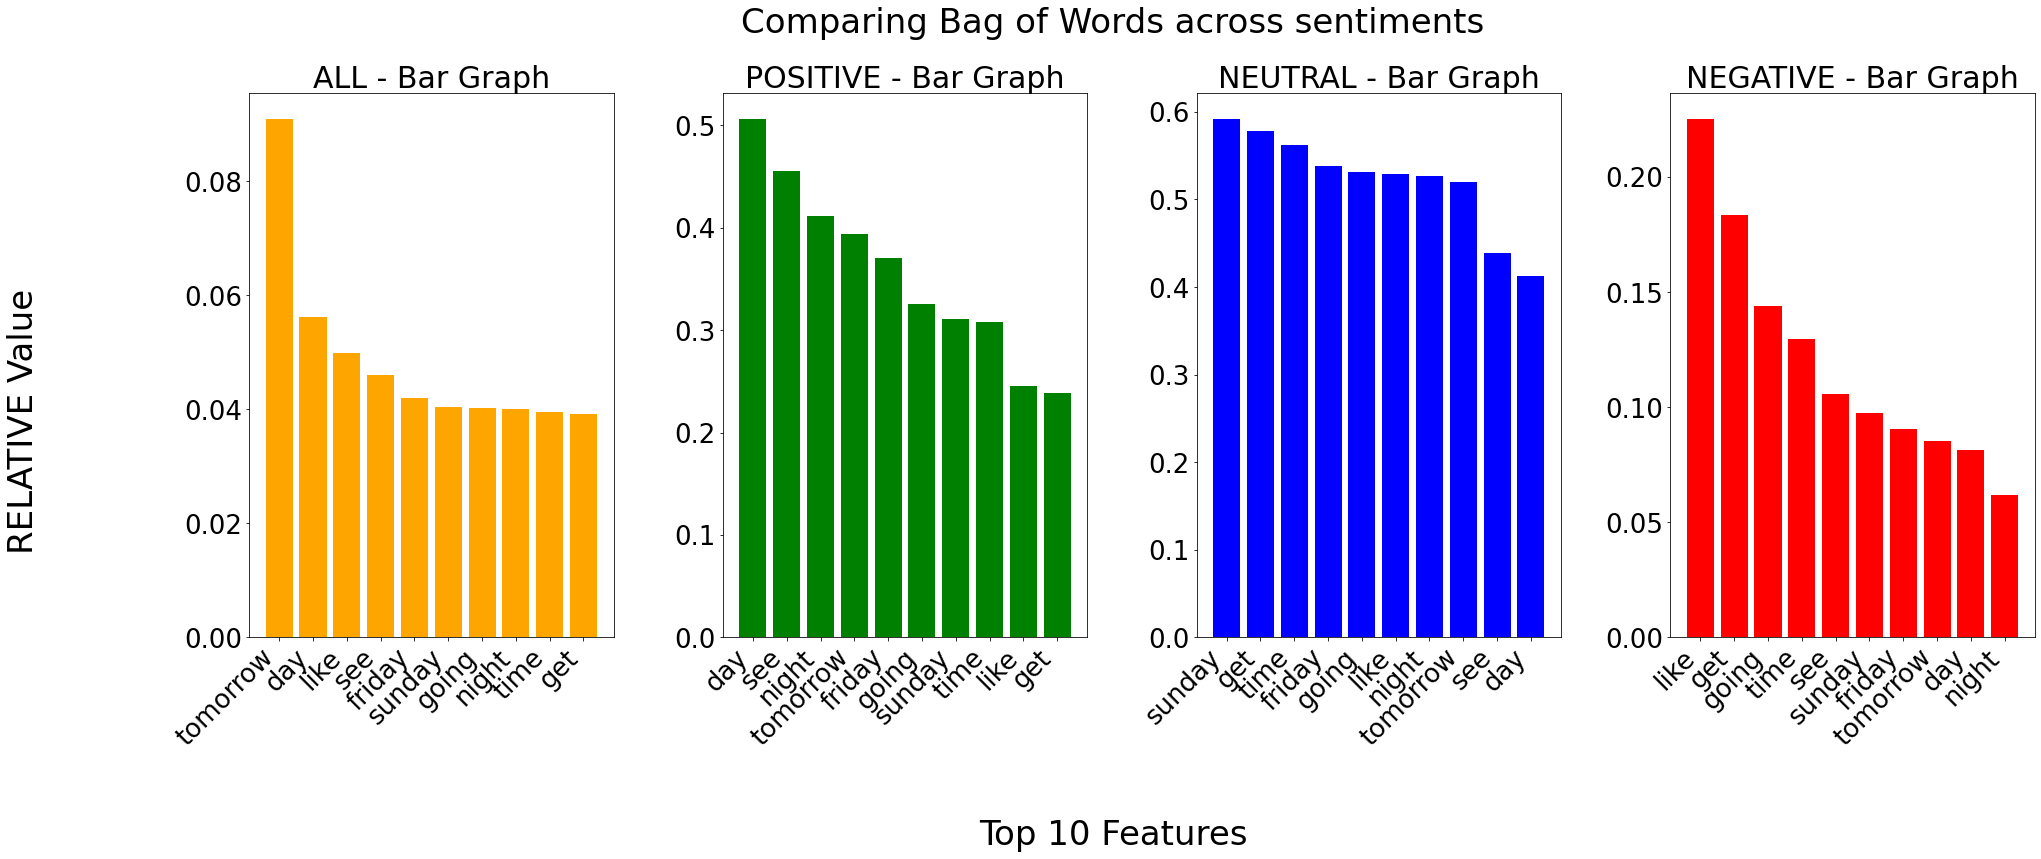 Comparing Bag of Words across sentiments
ALL - Bar Graph
POSITIVE - Bar Graph
NEUTRAL - Bar Graph
NEGATIVE - Bar Graph
RELATIVE Value
0.08
0.06
0.04
0.02
0.00
tomorrow
day
like
see
friday
sunday
going
night
time
get
0.5
0.4
0.3
0.2
0.1
0.0
day
see
night
tomorrow
friday
going
sunday
time
like
get
0.6
0.5
0.4
0.3
0.2
0.1
0.0
sunday
get
time
friday
going
like
night
tomorrow
see
day
0.20
0.15
0.10
0.05
0.00
like
get
going
time
see
sunday
friday
tomorrow
day
night
Top 10 Features